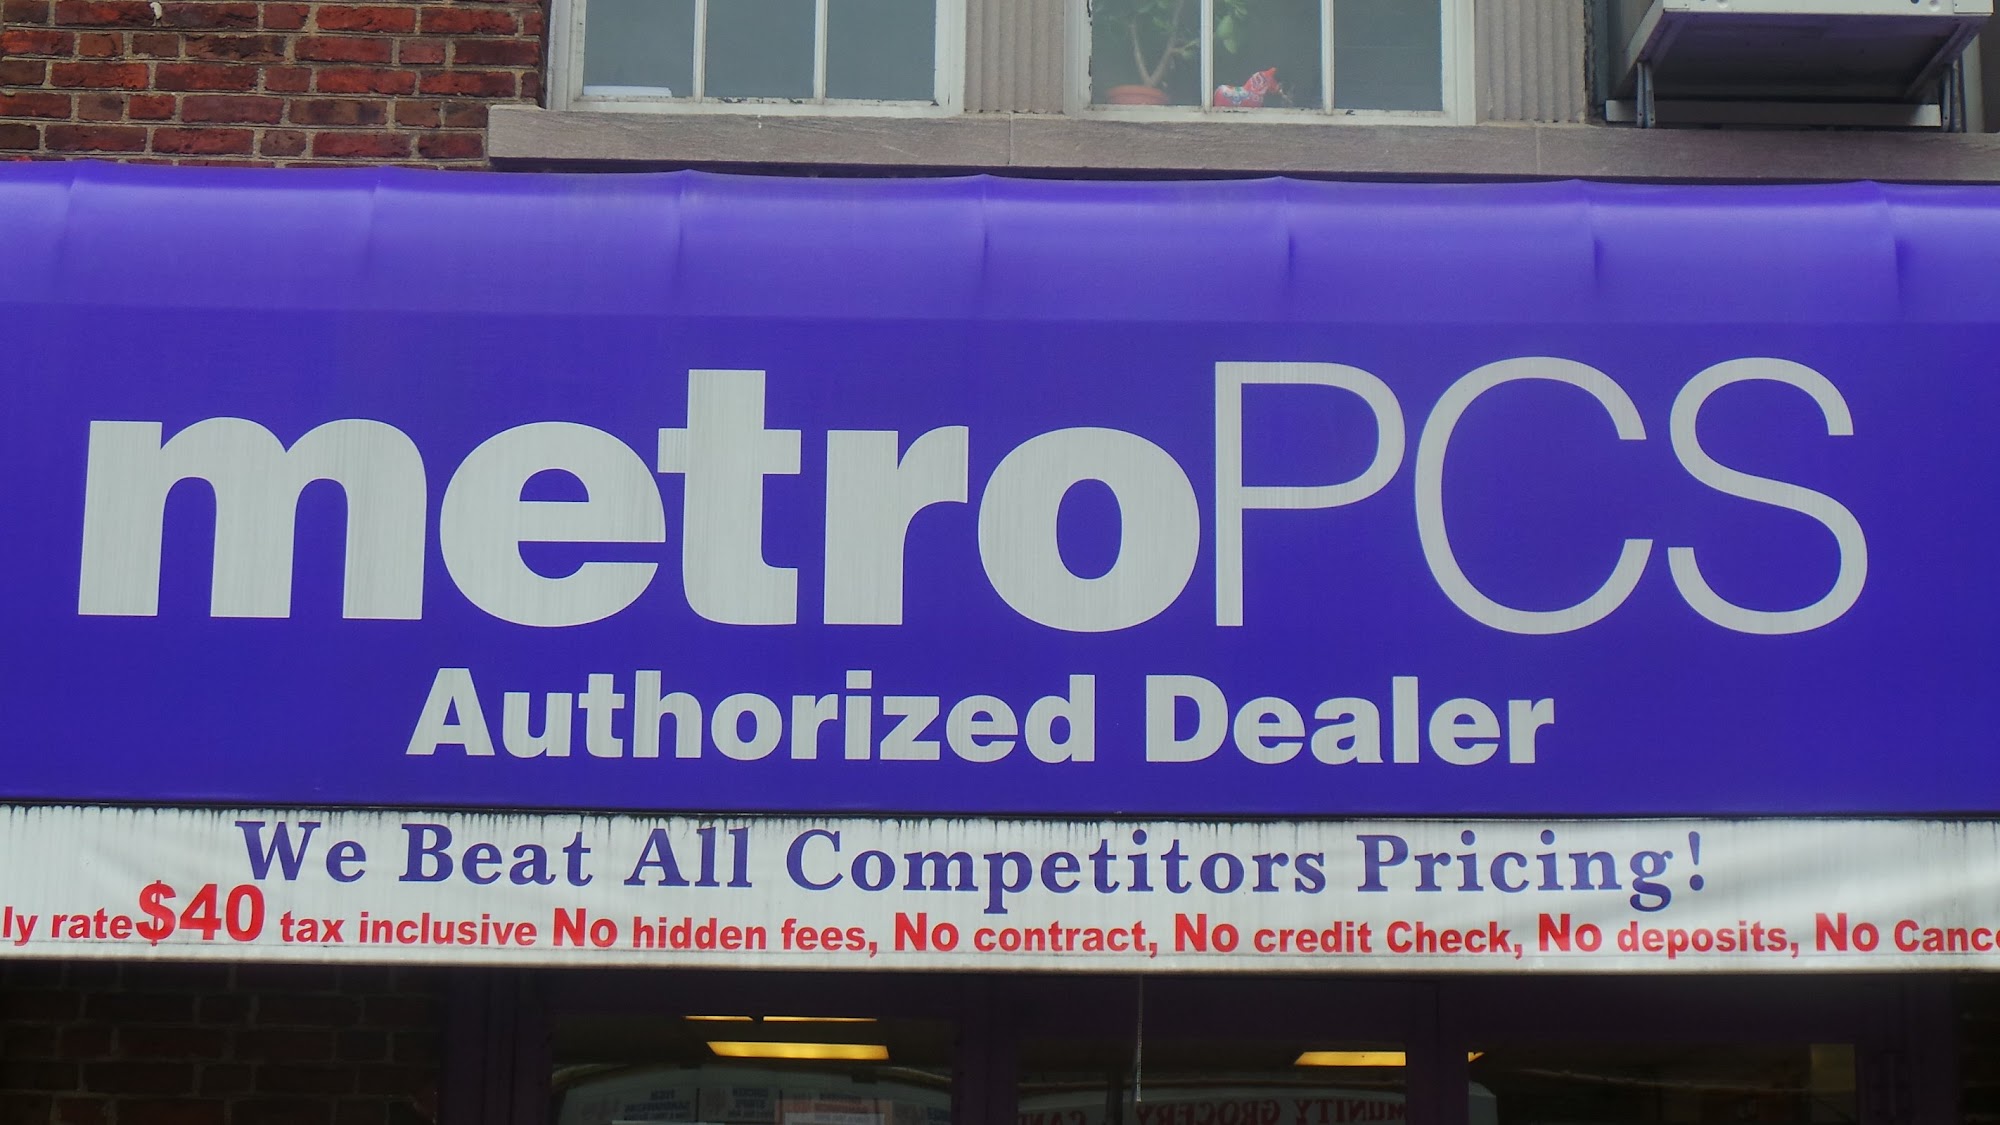 metroPCS
Authorized Dealer
We Beat All Competitors Pricing!
ly rate $40 tax inclusive No hidden fees, No contract, No credit Check, No deposits, No Canc